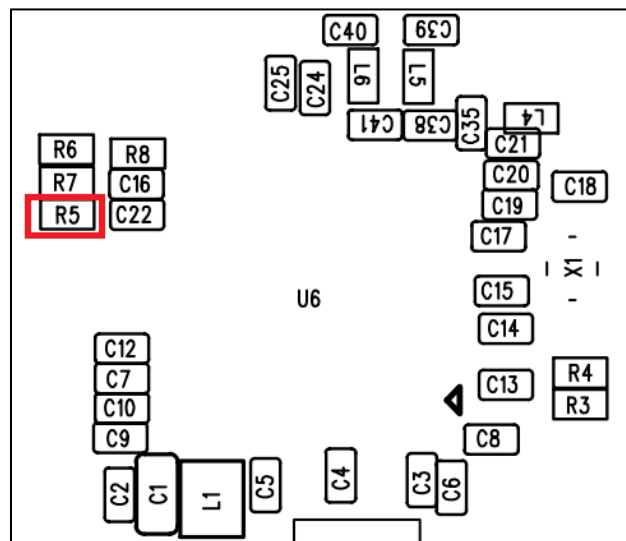 C40 C39
C25 C24 L6 L5
C41 C38 C35 L4
C21
R6 R8
R7 C16 C20 C18
R5 C22 C19
C17
X1
U6 C15
C14
C12
C7 C13 R4
C10 R3
C9 C8
C2 C1 L1 C5 C4 C3 C6